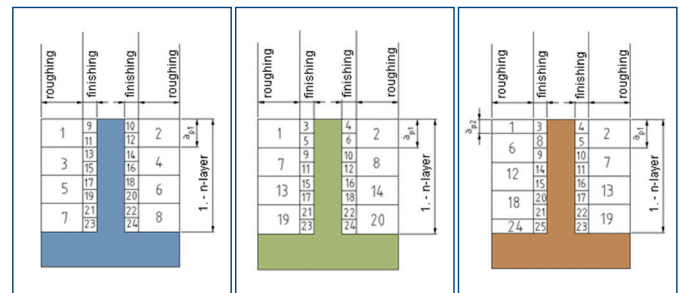 roughing
finishing
finishing
roughing
9 10
1 2
11 12
13 14
3 4
15 16
17 18
5 6
19 20
21 22
7 8
23 24
ap1
1. - n-layer
roughing
finishing
finishing
roughing
3 4
1 2
5 6
9 10
7 8
11 12
15 16
13 14
17 18
21 22
19 20
23 24
ap1
1. - n-layer
roughing
finishing
finishing
roughing
ap2
1 3 4
2
6 8 5
9 10
7
12 14 11
15 16
13
18 20 17
21 22
19
24 25 23
ap1
1. - n-layer